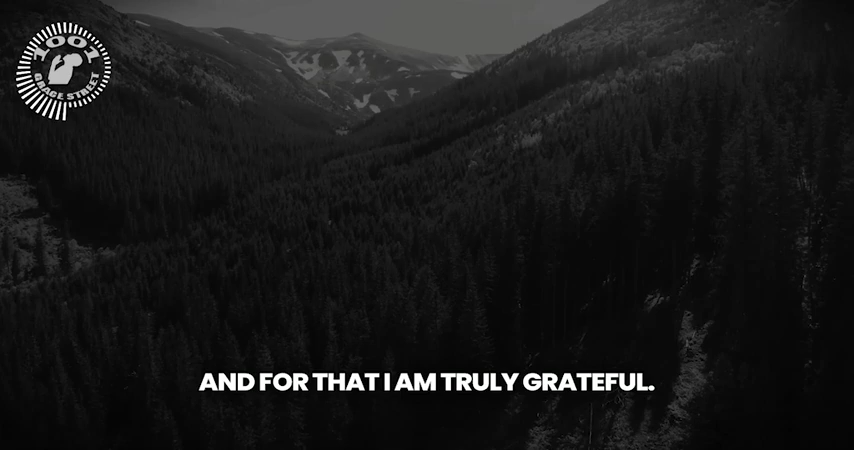 1001
GRACE STREET
AND FOR THAT I AM TRULY GRATEFUL.